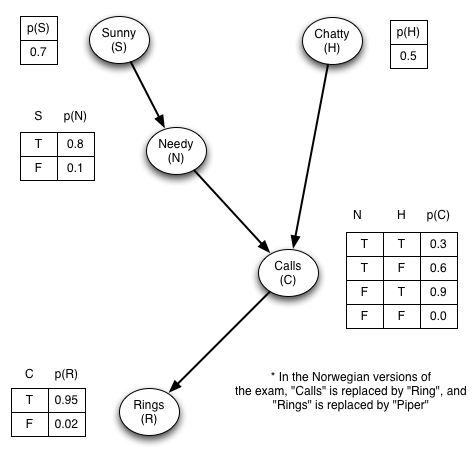 p(S)
0.7
Sunny
(S)
Chatty
(H)
p(H)
0.5
S p(N)
T 0.8
F 0.1
Needy
(N)
N H p(C)
T T 0.3
T F 0.6
F T 0.9
F F 0.0
Calls
(C)
C p(R)
T 0.95
F 0.02
Rings
(R)
* In the Norwegian versions of
the exam, "Calls" is replaced by "Ring", and
"Rings" is replaced by "Piper"